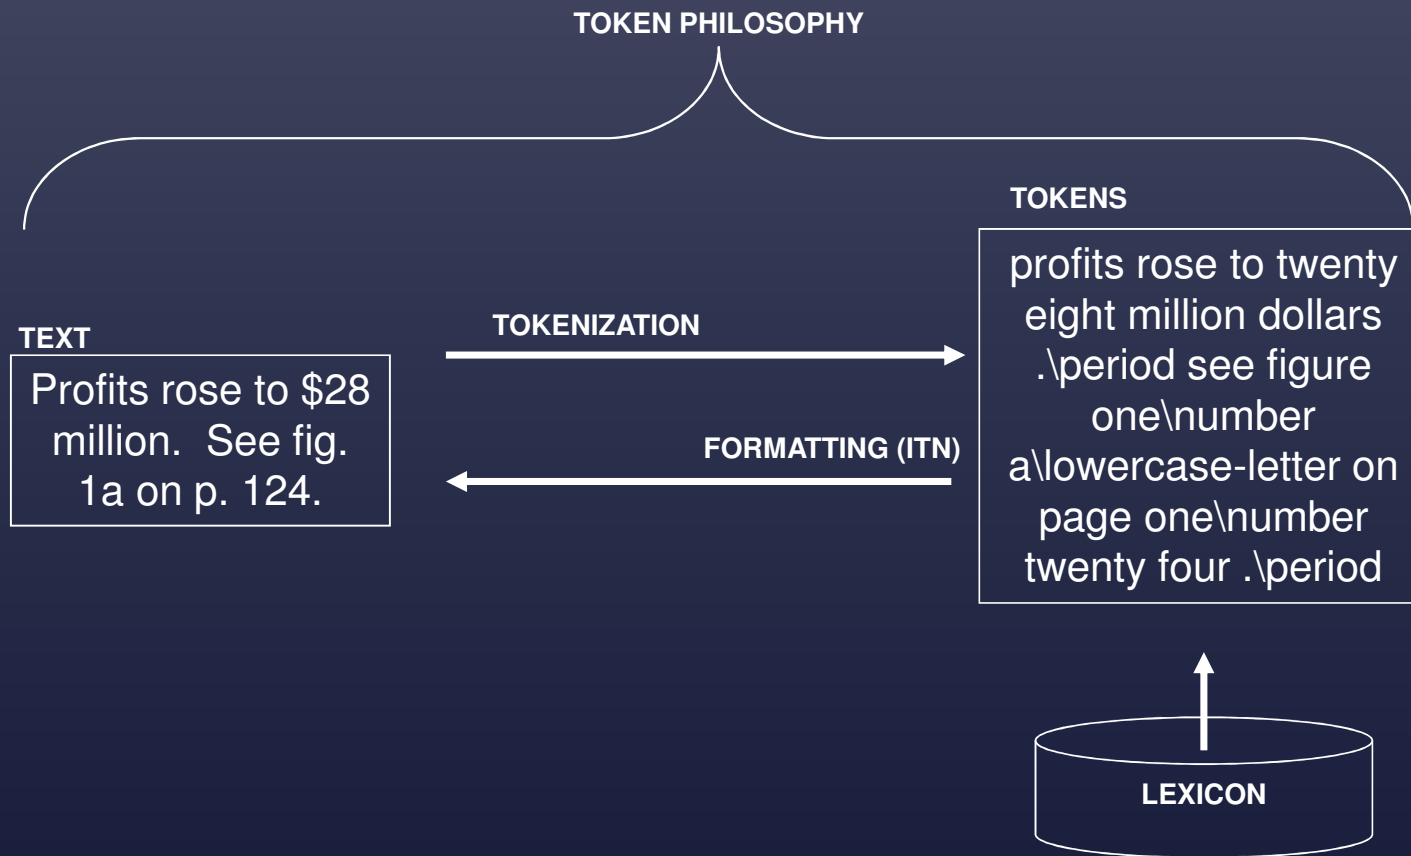 TOKEN PHILOSOPHY
TEXT
Profits rose to $28
million.  See fig.
1a on p. 124.
TOKENIZATION
FORMATTING (ITN)
TOKENS
profits rose to twenty
eight million dollars
.\period see figure
one\number
a\lowercase-letter on
page one\number
twenty four .\period
LEXICON